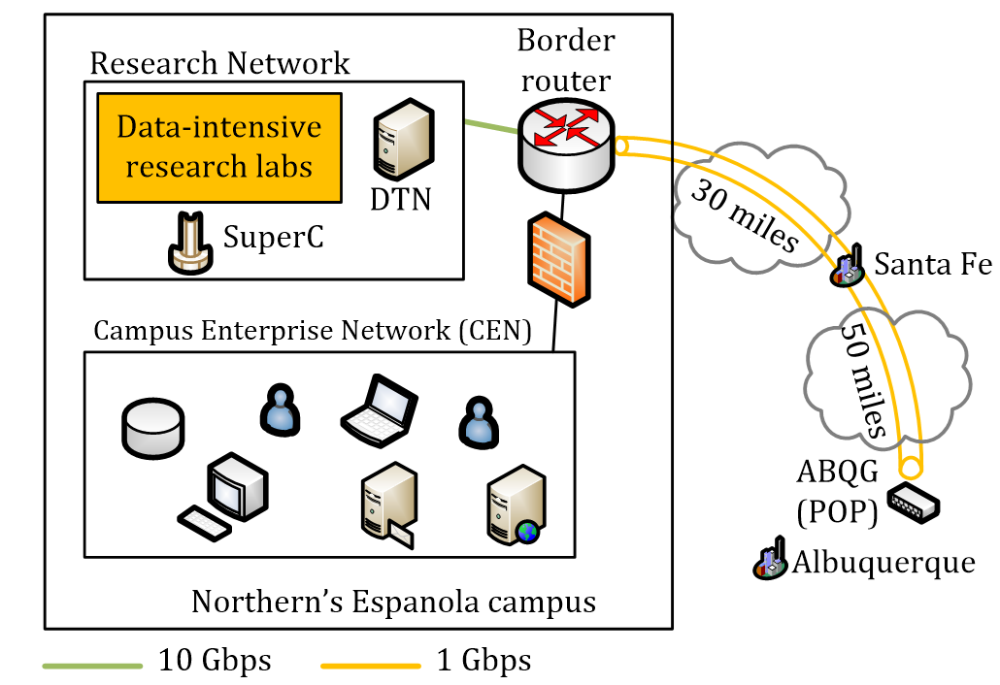 Border
router
Research Network
Data-intensive
research labs
DTN
SuperC
30 miles
Santa Fe
Campus Enterprise Network (CEN)
50 miles
ABQG
(POP)
Albuquerque
Northern's Espanola campus
10 Gbps
1 Gbps